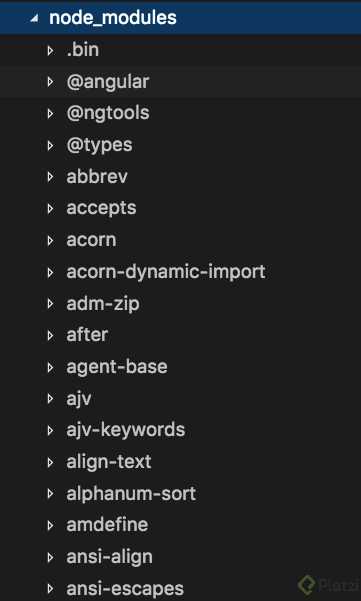 node_modules
.bin
@angular
@ngtools
@types
abbrev
accepts
acorn
acorn-dynamic-import
adm-zip
after
agent-base
ajv
ajv-keywords
align-text
alphanum-sort
amdefine
ansi-align
ansi-escapes
Platzi